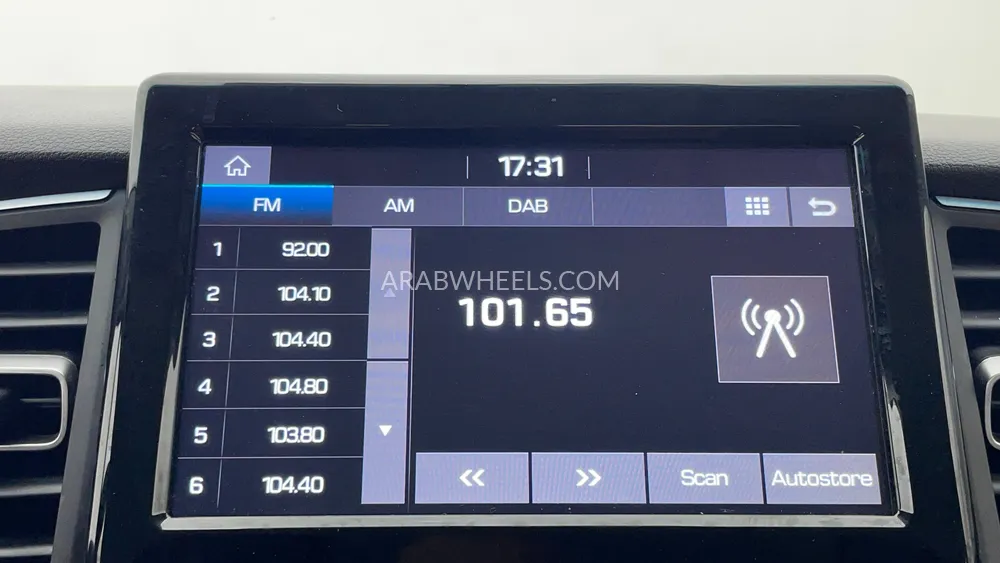 17:31
FM AM DAB
1 92.00
2 104.10
3 104.40
4 104.80
5 103.80
6 104.40
ARABWHEELS.COM
101.65
Scan Autostore